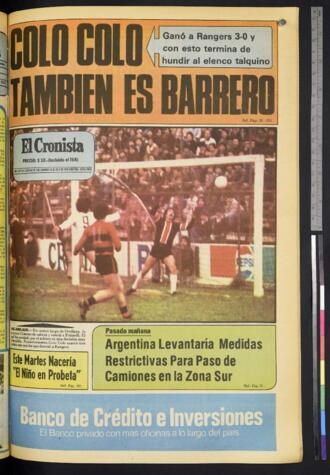 COLO COLO
TAMBIEN ES BARRERO
Ganó a Rangers 3-0 y
con esto termina de
hundir al elenco talquino
El Cronista
PEPSI
Este Martes Nacería
"El Niño en Probeta"
Pasado mañana
Argentina Levantaría Medidas
Restrictivas Para Paso de
Camiones en la Zona Sur
Banco de Crédito e Inversiones
El Banco privado con más oficinas a lo largo del país